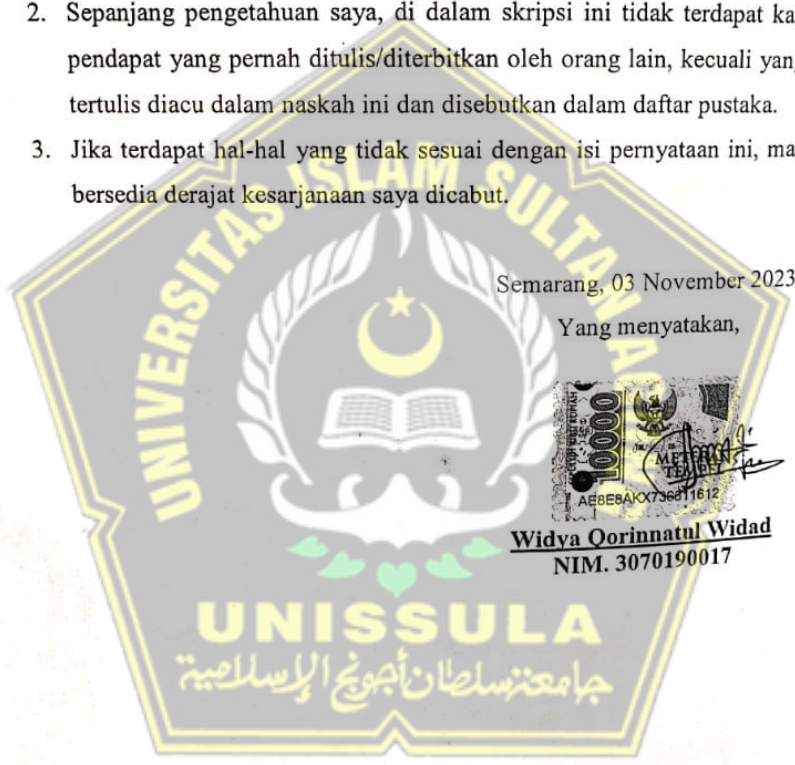 2. Sepanjang pengetahuan saya, di dalam skripsi ini tidak terdapat ka
pendapat yang pernah ditulis/diterbitkan oleh orang lain, kecuali yan
tertulis diacu dalam naskah ini dan disebutkan dalam daftar pustaka.
3. Jika terdapat hal-hal yang tidak sesuai dengan isi pernyataan ini, ma
bersedia derajat kesarjanaan saya dicabut.
UNIVERSITAS ISLAM SULTAN AGUNG
Semarang, 03 November 2023
Yang menyatakan,
10000
METERAI
TEMPEL
AE8E8AKX736811612
Widya Qorinnatul Widad
NIM. 3070190017
UNISSULA
جامعة سلطان أجونج الإسلامية